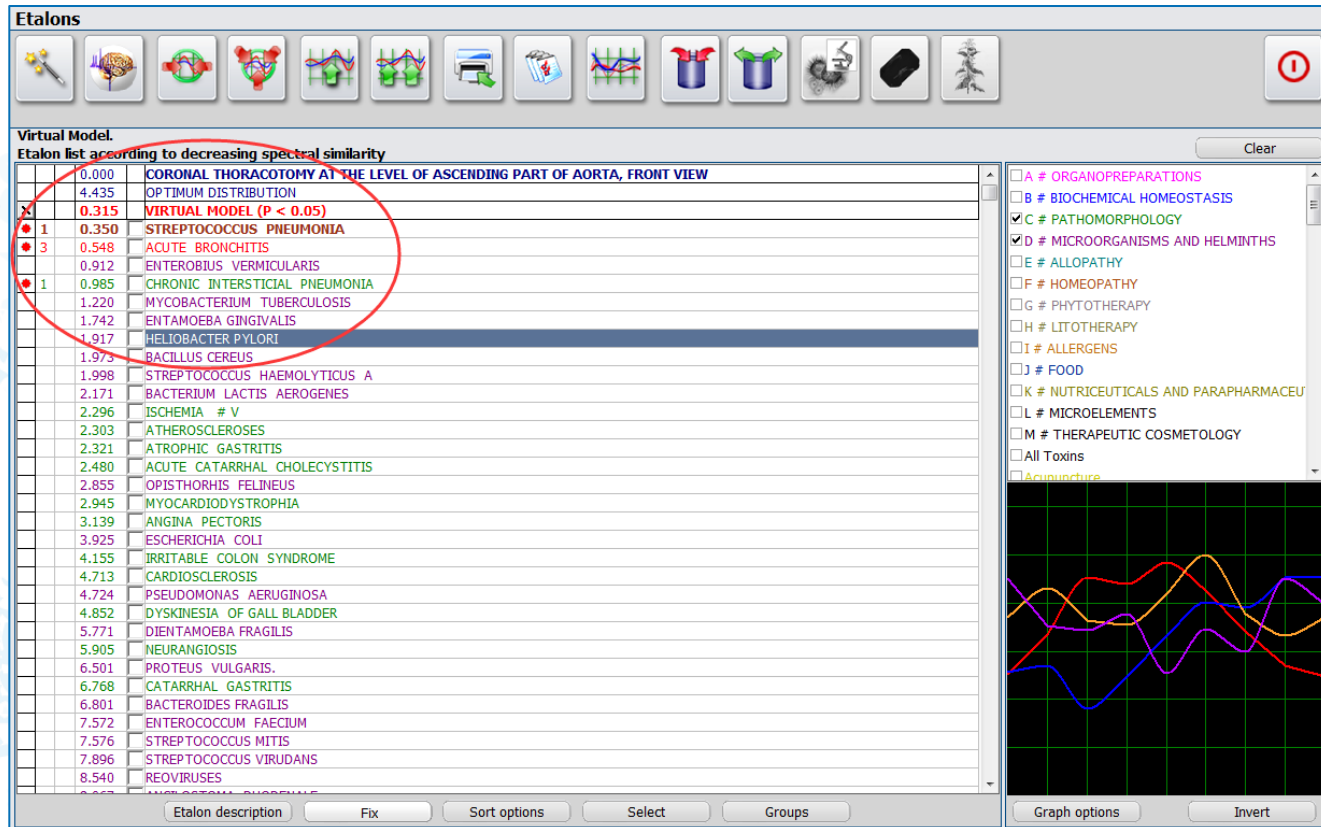 Etalons
Virtual Model.
Etalon list according to decreasing spectral similarity
Clear
0.000 CORONAL THORACOTOMY AT THE LEVEL OF ASCENDING PART OF AORTA, FRONT VIEW
4.435 OPTIMUM DISTRIBUTION
X 0.315 VIRTUAL MODEL (P < 0.05)
1 0.350 STREPTOCOCCUS PNEUMONIA
3 0.548 ACUTE BRONCHITIS
0.912 ENTEROBIUS VERMICULARIS
1 0.985 CHRONIC INTERSTICIAL PNEUMONIA
1.220 MYCOBACTERIUM TUBERCULOSIS
1.742 ENTAMOEBA GINGIVALIS
1.917 HELIOBACTER PYLORI
1.973 BACILLUS CEREUS
1.998 STREPTOCOCCUS HAEMOLYTICUS A
2.171 BACTERIUM LACTIS AEROGENES
2.296 ISCHEMIA # V
2.303 ATHEROSCLEROSES
2.321 ATROPHIC GASTRITIS
2.480 ACUTE CATARRHAL CHOLECYSTITIS
2.855 OPISTHORHIS FELINEUS
2.945 MYOCARDIODYSTROPHIA
3.139 ANGINA PECTORIS
3.925 ESCHERICHIA COLI
4.155 IRRITABLE COLON SYNDROME
4.713 CARDIOSCLEROSIS
4.724 PSEUDOMONAS AERUGINOSA
4.852 DYSKINESIA OF GALL BLADDER
5.771 DIENTAMOEBA FRAGILIS
5.905 NEURANGIOSIS
6.501 PROTEUS VULGARIS.
6.768 CATARRHAL GASTRITIS
6.801 BACTEROIDES FRAGILIS
7.572 ENTEROCOCCUM FAECIUM
7.576 STREPTOCOCCUS MITIS
7.896 STREPTOCOCCUS VIRUDANS
8.540 REOVIRUSES
A # ORGANOPREPARATIONS
B # BIOCHEMICAL HOMEOSTASIS
C # PATHOMORPHOLOGY
D # MICROORGANISMS AND HELMINTHS
E # ALLOPATHY
F # HOMEOPATHY
G # PHYTOTHERAPY
H # LITOTHERAPY
I # ALLERGENS
J # FOOD
K # NUTRICEUTICALS AND PARAPHARMACEU
L # MICROELEMENTS
M # THERAPEUTIC COSMETOLOGY
All Toxins
Acupuncture
Etalon description Fix Sort options Select Groups
Graph options Invert